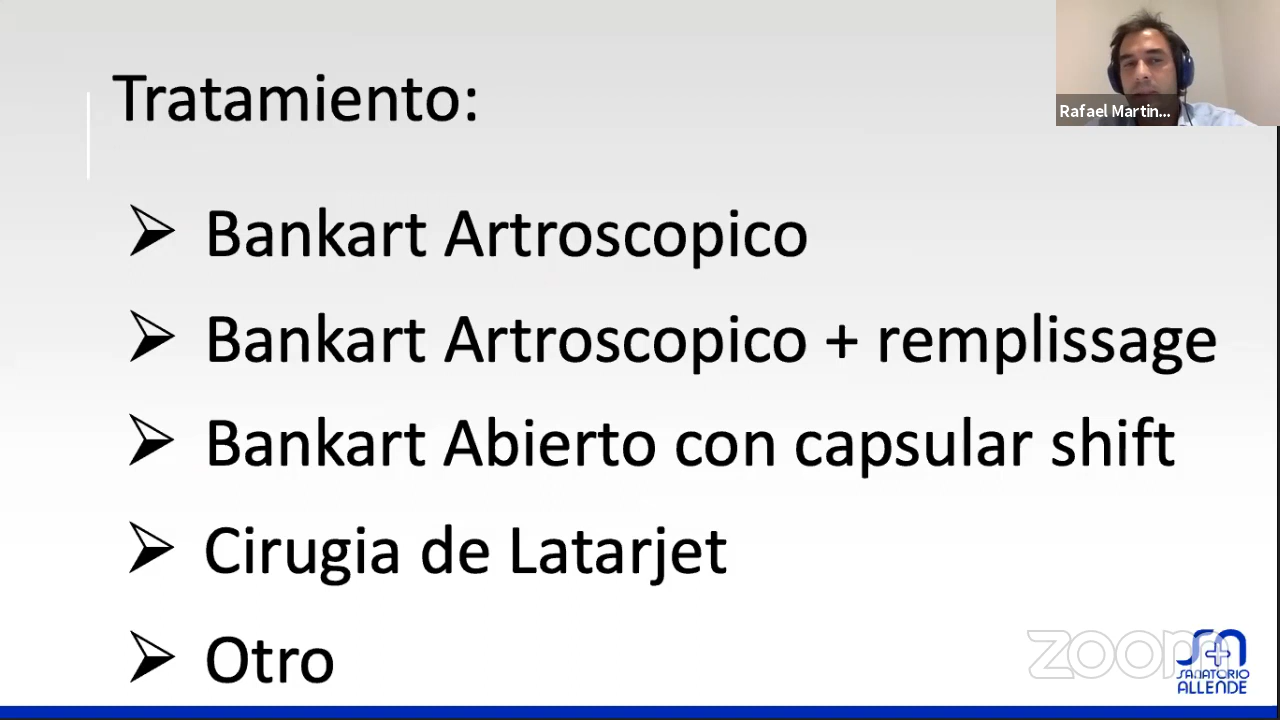 Tratamiento:
Rafael Martin...
Bankart Artroscopico
Bankart Artroscopico + remplissage
Bankart Abierto con capsular shift
Cirugia de Latarjet
Otro
zoom
SANATORIO
ALLENDE